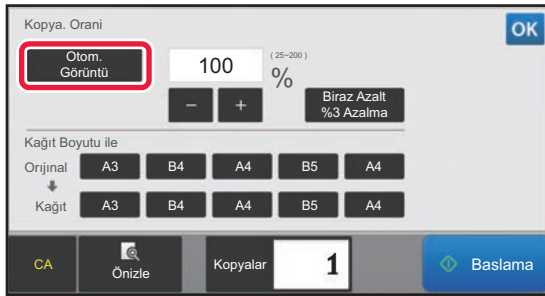 Kopya. Orani
OK
Otom.
Görüntü
100
( 25~200 )
%
− +
Biraz Azalt
%3 Azalma
Kağıt Boyutu ile
Orıjınal A3 B4 A4 B5 A4
Kağıt A3 B4 A4 B5 A4
CA
Önizle
Kopyalar
1
Baslama